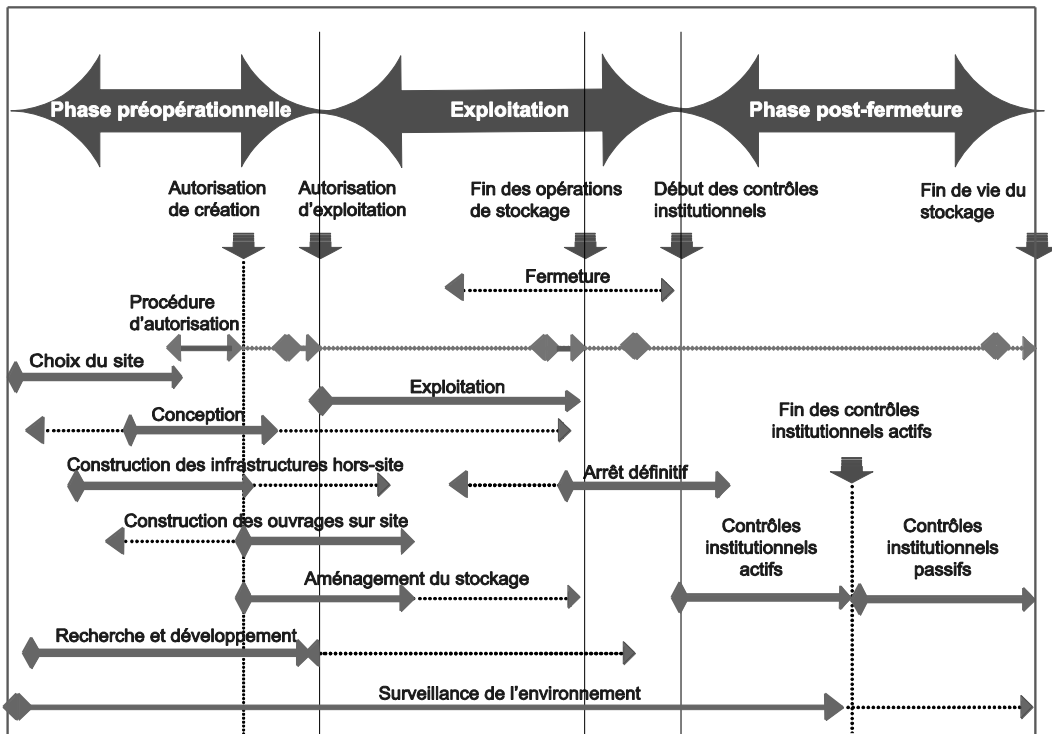 Phase préopérationnelle
Exploitation
Phase post-fermeture
Autorisation
de création
Autorisation
d'exploitation
Fin des opérations
de stockage
Début des contrôles
institutionnels
Fin de vie du
stockage
Fermeture
Procédure
d'autorisation
Choix du site
Exploitation
Conception
Fin des contrôles
institutionnels actifs
Construction des infrastructures hors-site
Arrêt définitif
Construction des ouvrages sur site
Contrôles
institutionnels
actifs
Contrôles
institutionnels
passifs
Aménagement du stockage
Recherche et développement
Surveillance de l'environnement